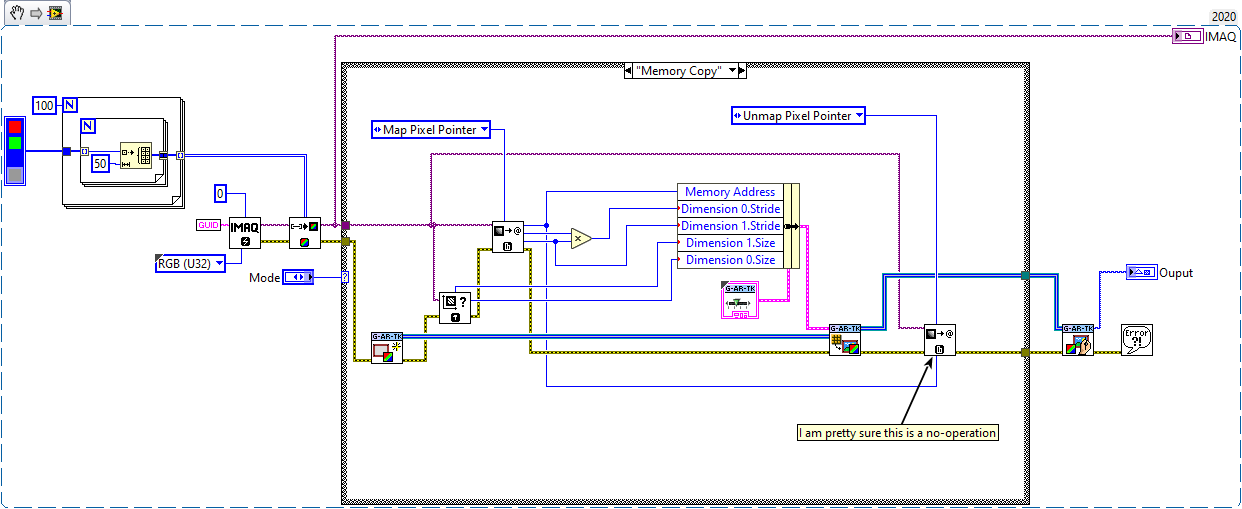 2020
IMAQ
"Memory Copy"
100
N
N
50
Map Pixel Pointer
Unmap Pixel Pointer
0
Memory Address
Dimension 0.Stride
Dimension 1.Stride
Dimension 1.Size
Dimension 0.Size
GUID
IMAQ
@
h
×
RGB (U32)
Mode
?
?
G-AR-TK
Ouput
G-AR-TK
G-AR-TK
@
h
G-AR-TK
Error
?!
I am pretty sure this is a no-operation